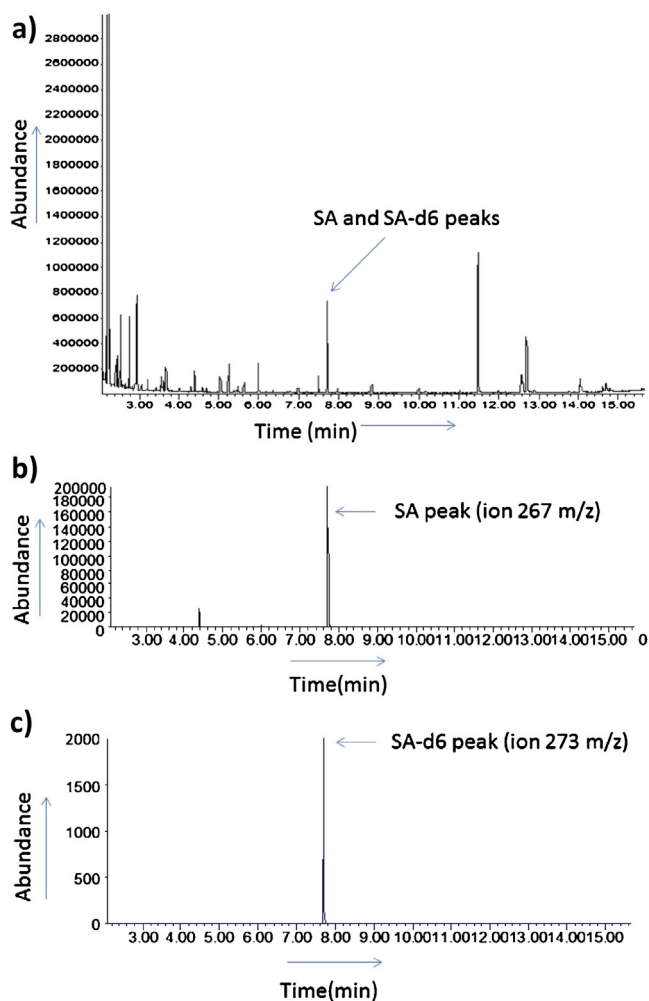 a)
2800000
2600000
2400000
2200000
2000000
1800000
1600000
1400000
1200000
1000000
800000
600000
400000
200000
Abundance
SA and SA-d6 peaks
3.00 4.00 5.00 6.00 7.00 8.00 9.00 10.00 11.00 12.00 13.00 14.00 15.00
Time (min)
b)
200000
180000
160000
140000
120000
100000
80000
60000
40000
20000
0
Abundance
SA peak (ion 267 m/z)
3.00 4.00 5.00 6.00 7.00 8.00 9.00 10.0011.0012.0013.0014.0015.00 0
Time(min)
c)
2000
1500
1000
500
0
Abundance
SA-d6 peak (ion 273 m/z)
3.00 4.00 5.00 6.00 7.00 8.00 9.00 10.0011.0012.0013.0014.0015.00
Time(min)